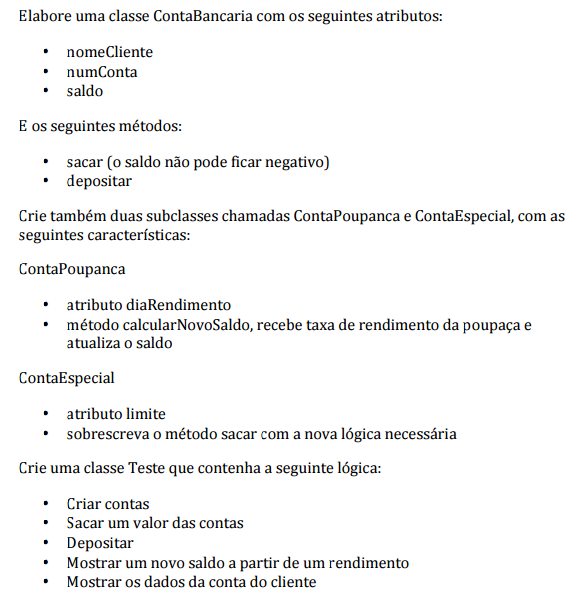 Elabore uma classe ContaBancaria com os seguintes atributos:
• nomeCliente
• numConta
• saldo
E os seguintes métodos:
• sacar (o saldo não pode ficar negativo)
• depositar
Crie também duas subclasses chamadas ContaPoupanca e ContaEspecial, com as
seguintes características:
ContaPoupanca
• atributo diaRendimento
• método calcularNovoSaldo, recebe taxa de rendimento da poupaça e
atualiza o saldo
ContaEspecial
• atributo limite
• sobrescreva o método sacar com a nova lógica necessária
Crie uma classe Teste que contenha a seguinte lógica:
• Criar contas
• Sacar um valor das contas
• Depositar
• Mostrar um novo saldo a partir de um rendimento
• Mostrar os dados da conta do cliente